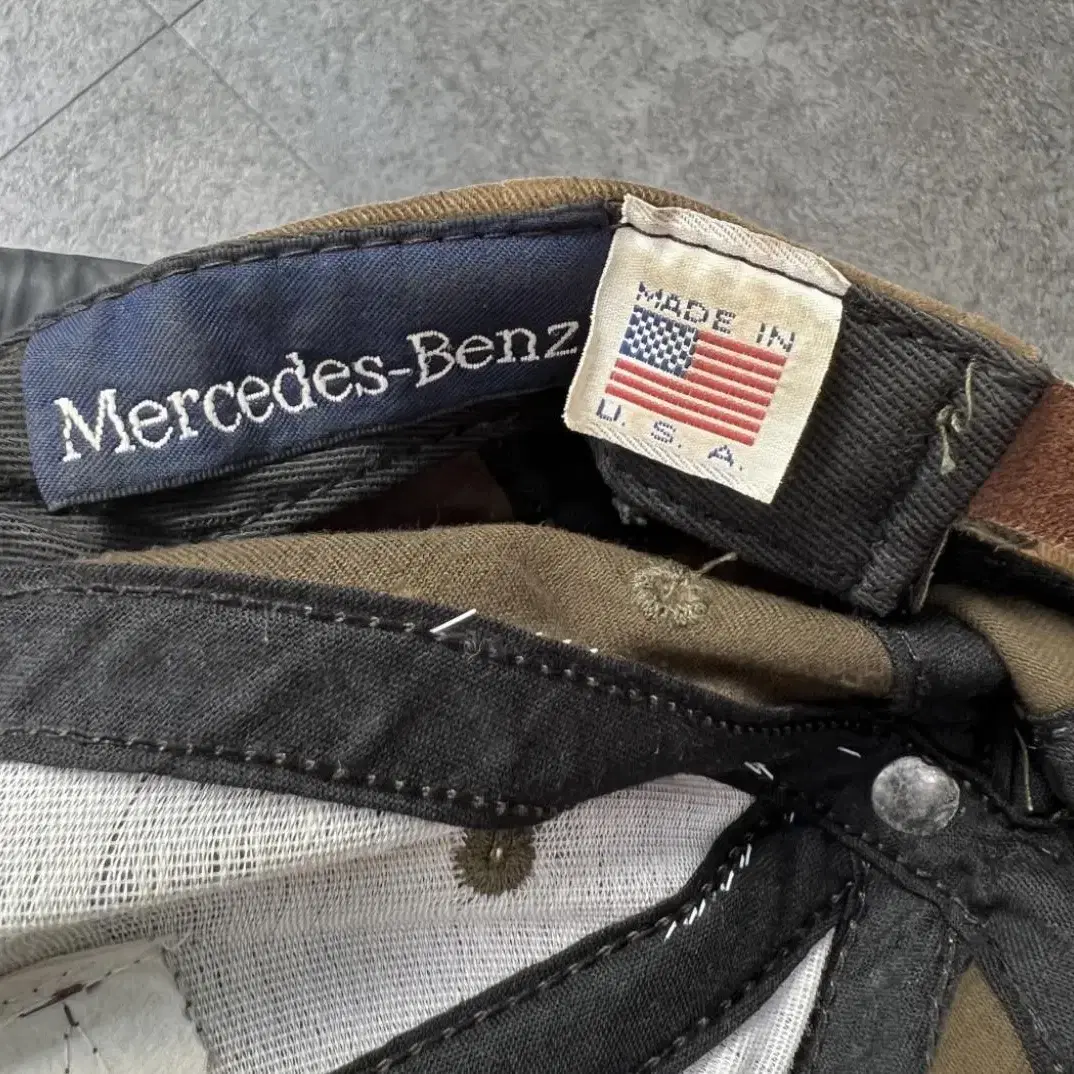 Mercedes-Benz
MADE IN
U. S. A.